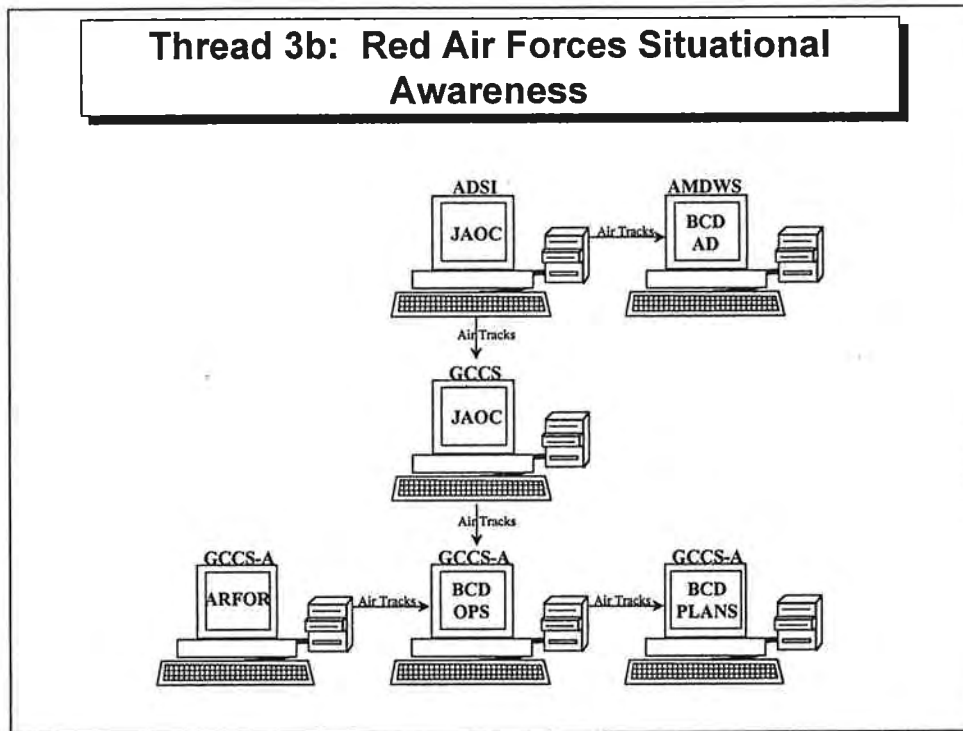 Thread 3b: Red Air Forces Situational
Awareness
ADSI
AMDWS
JAOC
Air Tracks
BCD
AD
Air Tracks
GCCS
JAOC
Air Tracks
GCCS-A
GCCS-A
GCCS-A
ARFOR
Air Tracks
BCD
OPS
Air Tracks
BCD
PLANS